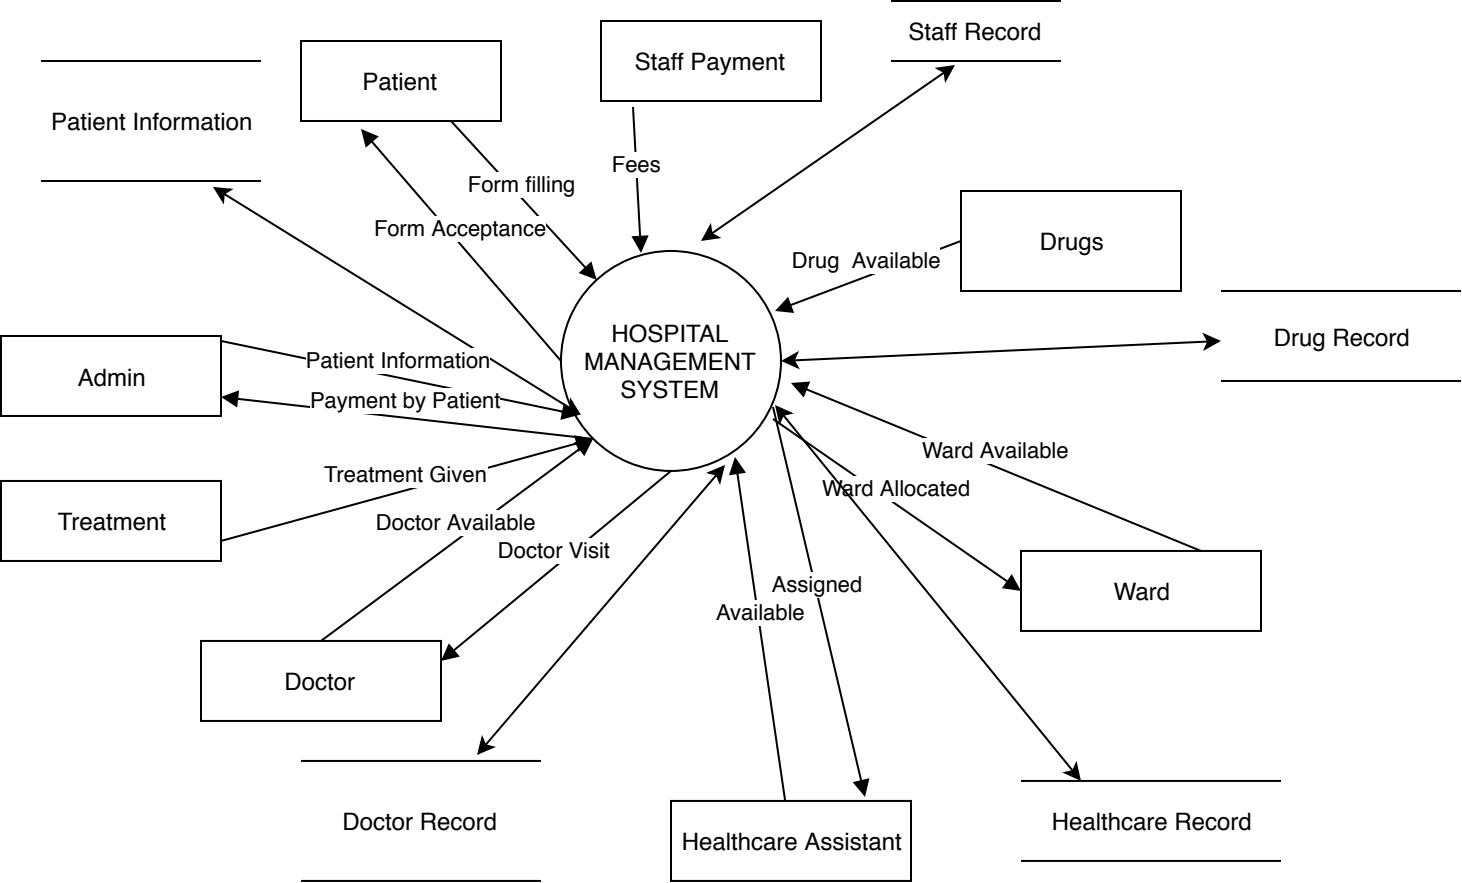 Staff Record
Staff Payment
Patient
Patient Information
Fees
Form filling
Form Acceptance
Drugs
Drug  Available
HOSPITAL
MANAGEMENT
SYSTEM
Drug Record
Patient Information
Admin
Payment by Patient
Ward Available
Treatment Given
Ward Allocated
Treatment
Doctor Available
Doctor Visit
Assigned
Ward
Available
Doctor
Doctor Record
Healthcare Assistant
Healthcare Record